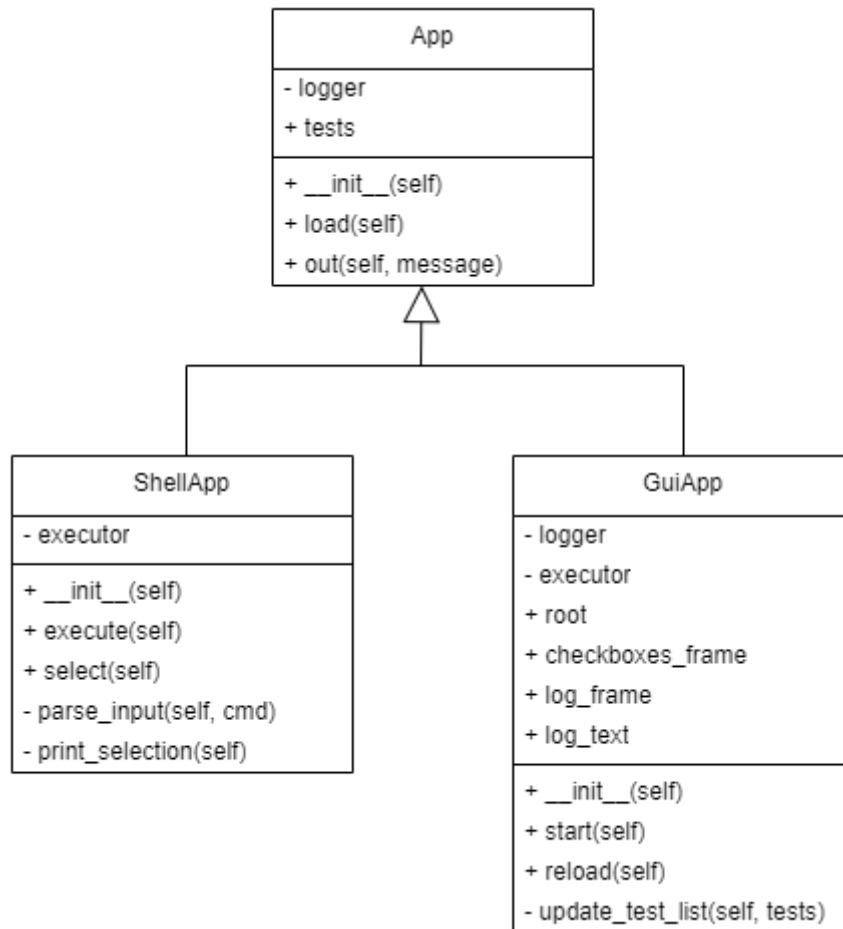 App
- logger
+ tests
+ __init__(self)
+ load(self)
+ out(self, message)
ShellApp
- executor
+ __init__(self)
+ execute(self)
+ select(self)
- parse_input(self, cmd)
- print_selection(self)
GuiApp
- logger
- executor
+ root
+ checkboxes_frame
+ log_frame
+ log_text
+ __init__(self)
+ start(self)
+ reload(self)
- update_test_list(self, tests)